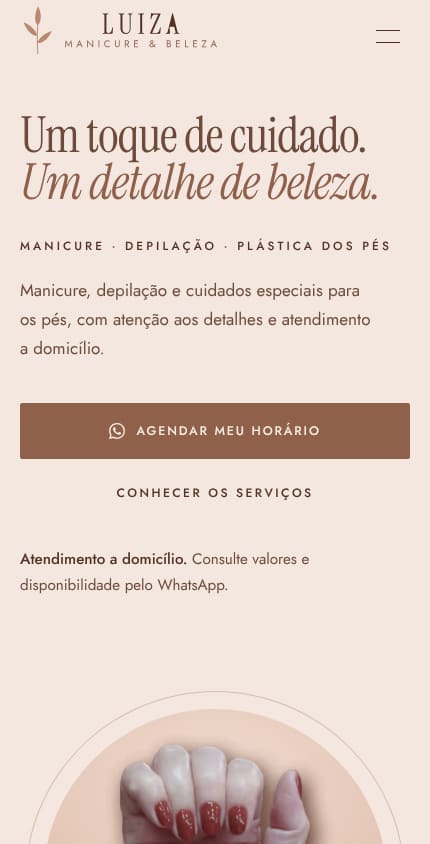 LUIZA
MANICURE & BELEZA
Um toque de cuidado.
Um detalhe de beleza.
MANICURE · DEPILAÇÃO · PLÁSTICA DOS PÉS
Manicure, depilação e cuidados especiais para
os pés, com atenção aos detalhes e atendimento
a domicílio.
AGENDAR MEU HORÁRIO
CONHECER OS SERVIÇOS
Atendimento a domicílio. Consulte valores e
disponibilidade pelo WhatsApp.